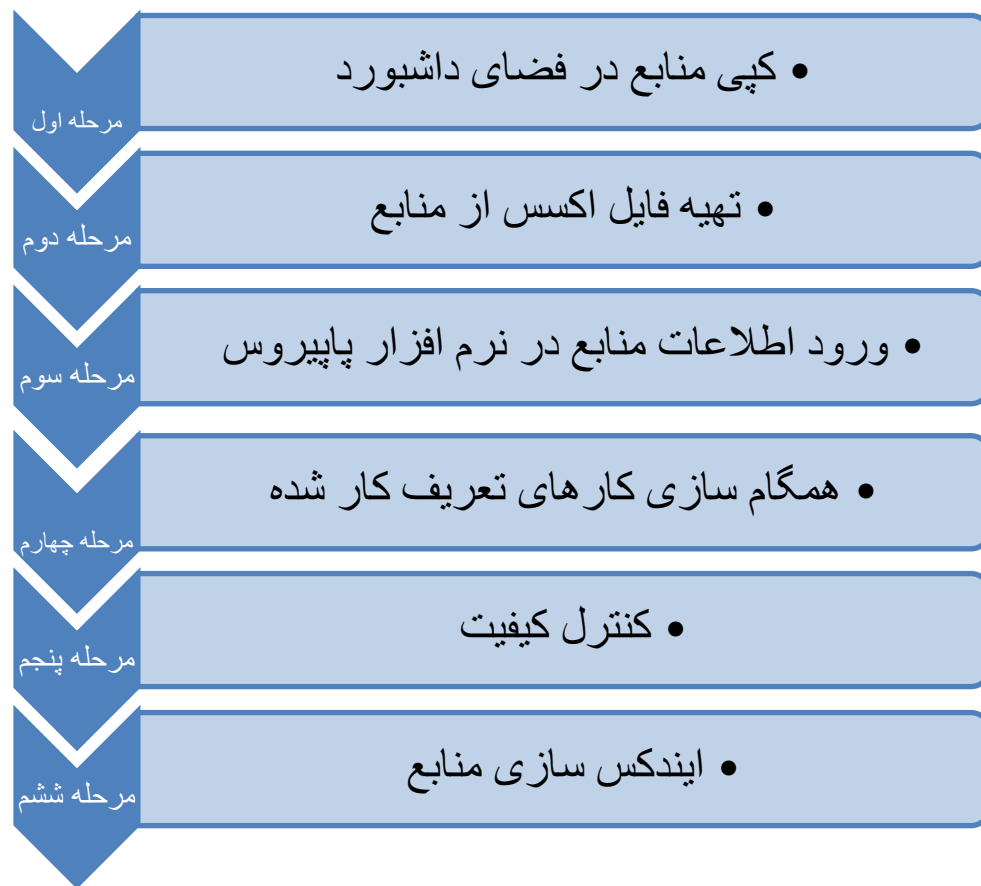 مرحله اول
• کپی منابع در فضای داشبورد
مرحله دوم
• تهیه فایل اکسس از منابع
مرحله سوم
• ورود اطلاعات منابع در نرم افزار پاپیروس
مرحله چهارم
• همگام سازی کارهای تعریف کار شده
مرحله پنجم
• کنترل کیفیت
مرحله ششم
• ایندکس سازی منابع